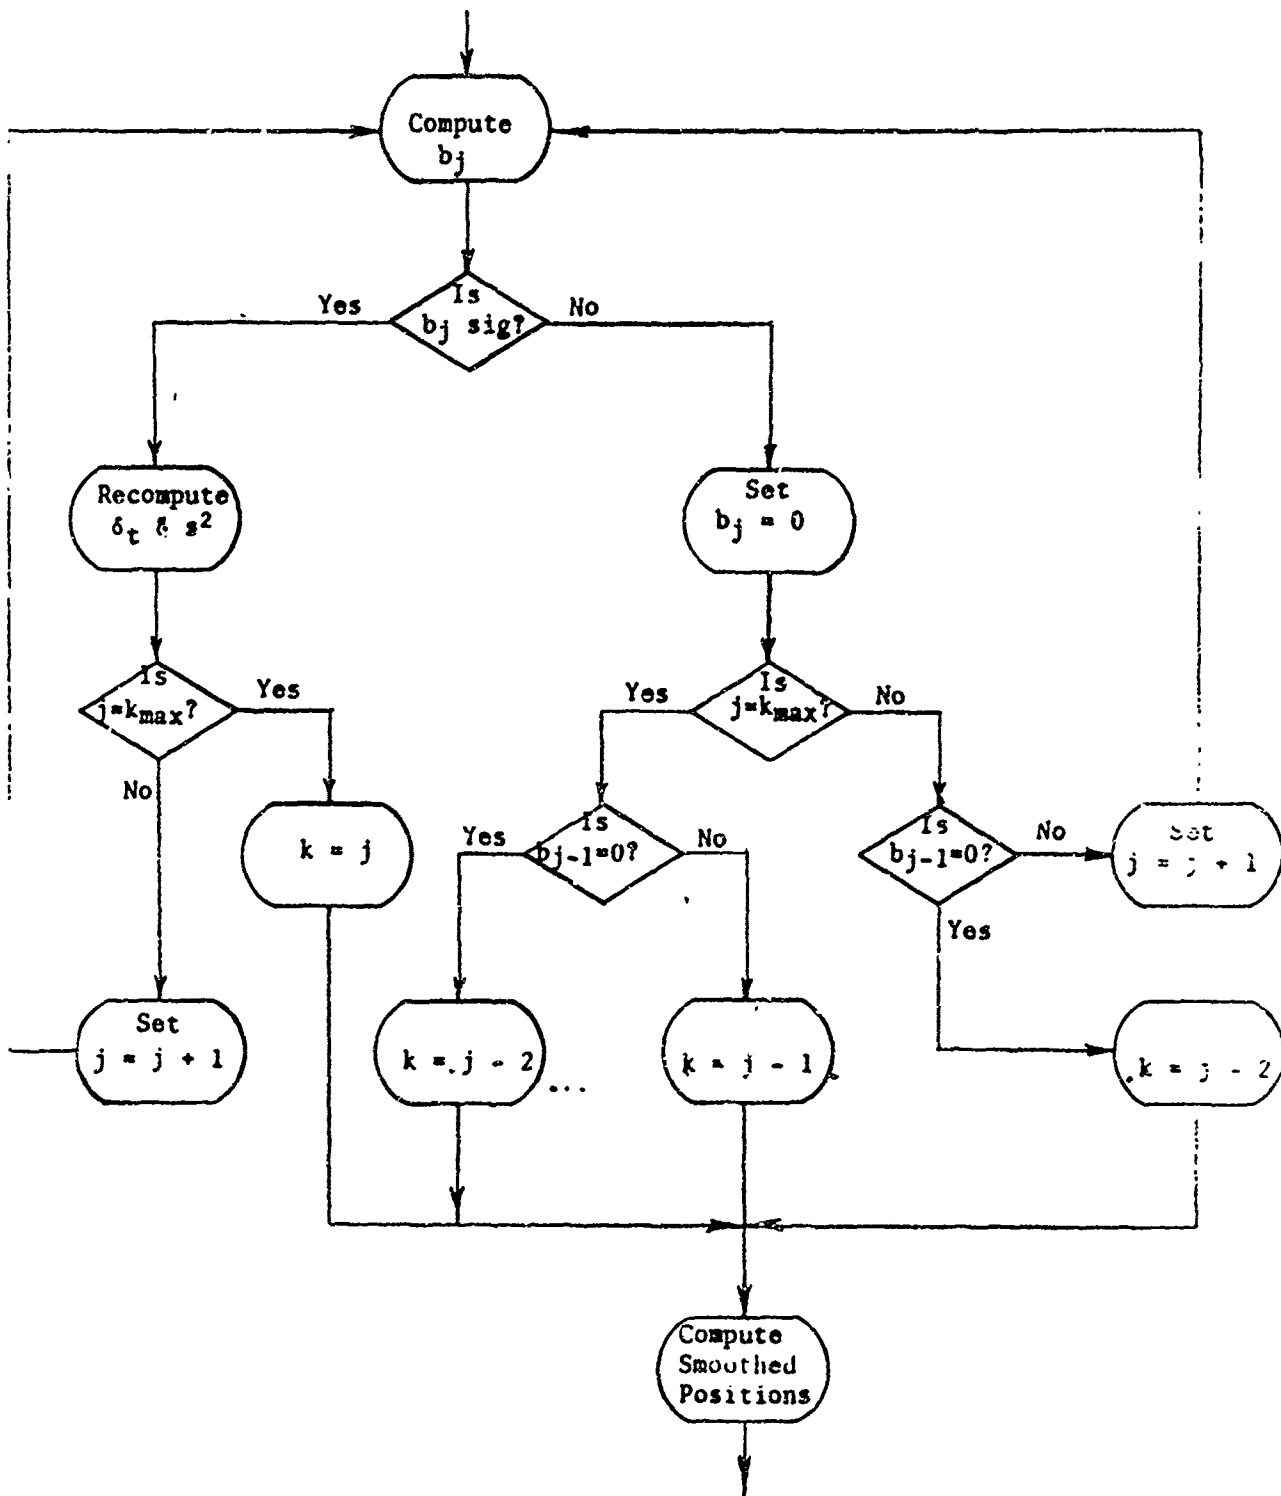 Compute
bj
Is
bj sig?
Yes
No
Recompute
δt & s²
Set
bj = 0
Is
j=kmax?
Yes
No
Is
j=kmax?
Yes
No
k = j
Is
bj-1=0?
Yes
No
Is
bj-1=0?
No
Yes
Set
j = j + 1
Set
j = j + 1
k = j - 2
k = j - 1
k = j - 2
Compute
Smoothed
Positions